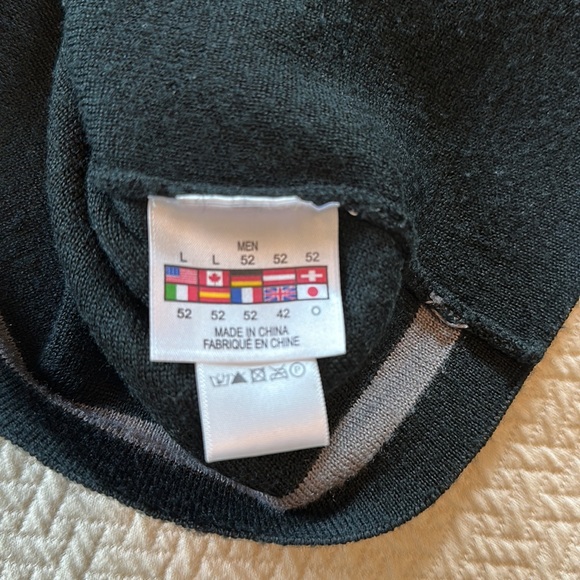 MEN
L L 52 52 52
52 52 52 42 O
MADE IN CHINA
FABRIQUÉ EN CHINE
P